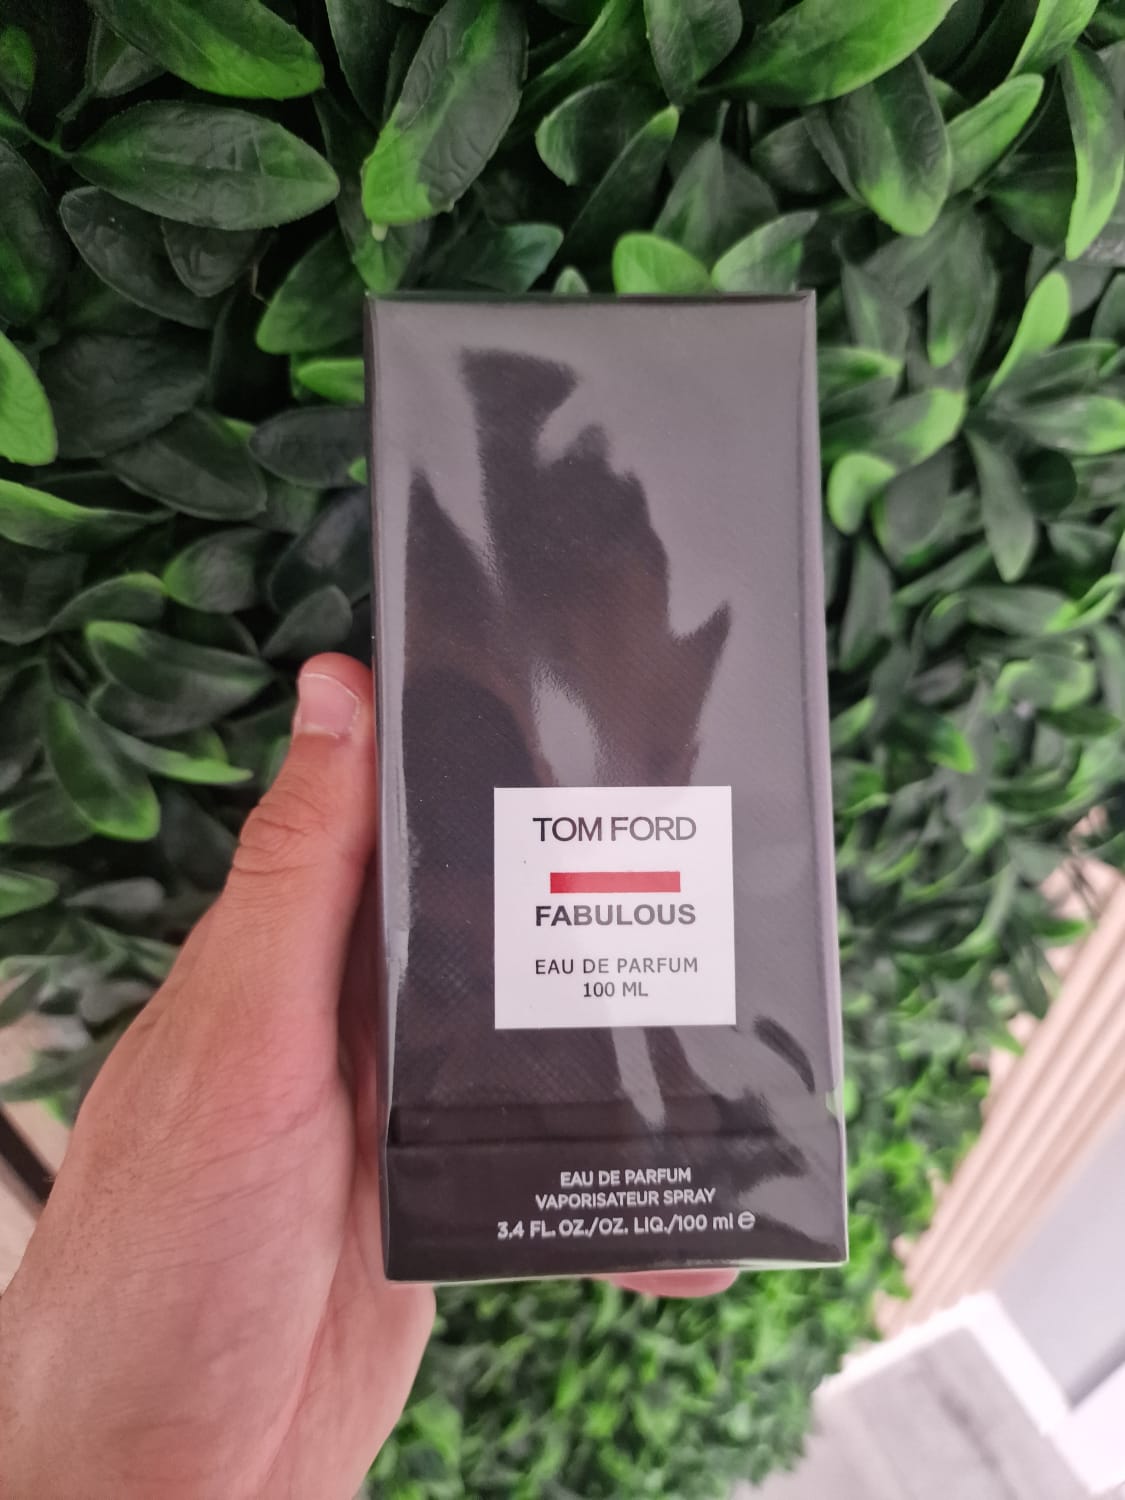 TOM FORD
FABULOUS
EAU DE PARFUM
100 ML
EAU DE PARFUM
VAPORISATEUR SPRAY
3.4 FL. OZ./OZ. LIQ./100 ml ℮